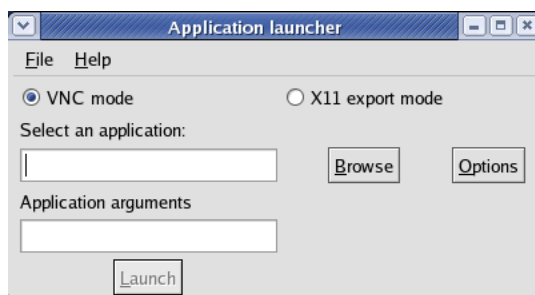 Application launcher
File Help
VNC mode X11 export mode
Select an application:
Browse Options
Application arguments
Launch